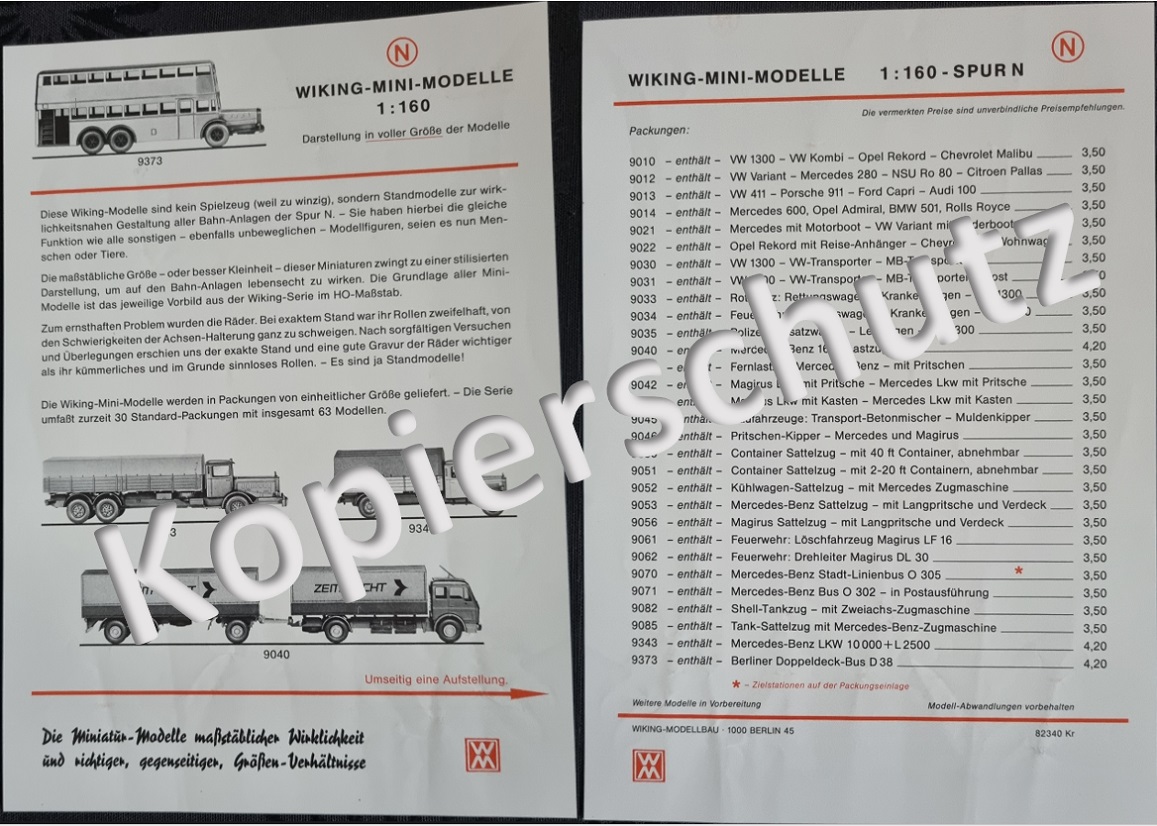 N
WIKING-MINI-MODELLE
1:160
Darstellung in voller Größe der Modelle
9373
Diese Wiking-Modelle sind kein Spielzeug (weil zu winzig), sondern Standmodelle zur wirk-
lichkeitsnahen Gestaltung aller Bahn-Anlagen der Spur N. – Sie haben hierbei die gleiche
Funktion wie alle sonstigen – ebenfalls unbeweglichen – Modellfiguren, seien es nun Men-
schen oder Tiere.
Die maßstäbliche Größe – oder besser Kleinheit – dieser Miniaturen zwingt zu einer stilisierten
Darstellung, um auf den Bahn-Anlagen lebensecht zu wirken. Die Grundlage aller Mini-
Modelle ist das jeweilige Vorbild aus der Wiking-Serie im HO-Maßstab.
Zum ernsthaften Problem wurden die Räder. Bei exaktem Stand war ihr Rollen zweifelhaft, von
den Schwierigkeiten der Achsen-Halterung ganz zu schweigen. Nach sorgfältigen Versuchen
und Überlegungen erschien uns der exakte Stand und eine gute Gravur der Räder wichtiger
als ihr kümmerliches und im Grunde sinnloses Rollen. – Es sind ja Standmodelle!
Die Wiking-Mini-Modelle werden in Packungen von einheitlicher Größe geliefert. – Die Serie
umfaßt zurzeit 30 Standard-Packungen mit insgesamt 63 Modellen.
9040
Umseitig eine Aufstellung.
Die Miniatur-Modelle maßstäblicher Wirklichkeit
und richtiger, gegenseitiger, Größen-Verhältnisse
WM
N
WIKING-MINI-MODELLE 1:160-SPUR N
Die vermerkten Preise sind unverbindliche Preisempfehlungen.
Packungen:
9010 – enthält – VW 1300 – VW Kombi – Opel Rekord – Chevrolet Malibu 3,50
9012 – enthält – VW Variant – Mercedes 280 – NSU Ro 80 – Citroen Pallas 3,50
9013 – enthält – VW 411 – Porsche 911 – Ford Capri – Audi 100 3,50
9014 – enthält – Mercedes 600, Opel Admiral, BMW 501, Rolls Royce 3,50
9021 – enthält – Mercedes mit Motorboot – VW Variant 3,50
9022 – enthält – Opel Rekord mit Reise-Anhänger – 3,50
9030 – enthält – VW 1300 – VW-Transporter – 3,50
9031 – enthält – VW – VW-Transporter –
9033 – enthält – 3,50
9034 – enthält – 3,50
9035 – enthält – 3,50
9040 4,20
– mit Pritschen 3,50
9042 – Magirus mit Pritsche – Mercedes Lkw mit Pritsche 3,50
Lkw mit Kasten – Mercedes Lkw mit Kasten 3,50
9045 Transport-Betonmischer – Muldenkipper 3,50
9046 – enthält – Pritschen-Kipper – Mercedes und Magirus 3,50
– enthält – Container Sattelzug – mit 40 ft Container, abnehmbar 3,50
9051 – enthält – Container Sattelzug – mit 2-20 ft Containern, abnehmbar 3,50
9052 – enthält – Kühlwagen-Sattelzug – mit Mercedes Zugmaschine 3,50
9053 – enthält – Mercedes-Benz Sattelzug – mit Langpritsche und Verdeck 3,50
9056 – enthält – Magirus Sattelzug – mit Langpritsche und Verdeck 3,50
9061 – enthält – Feuerwehr: Löschfahrzeug Magirus LF 16 3,50
9062 – enthält – Feuerwehr: Drehleiter Magirus DL 30 3,50
9070 – enthält – Mercedes-Benz Stadt-Linienbus O 305 * 3,50
9071 – enthält – Mercedes-Benz Bus O 302 – in Postausführung 3,50
9082 – enthält – Shell-Tankzug – mit Zweiachs-Zugmaschine 3,50
9085 – enthält – Tank-Sattelzug mit Mercedes-Benz-Zugmaschine 3,50
9343 – enthält – Mercedes-Benz LKW 10 000 + L 2500 4,20
9373 – enthält – Berliner Doppeldeck-Bus D 38 4,20
* – Zielstationen auf der Packungseinlage
Weitere Modelle in Vorbereitung Modell-Abwandlungen vorbehalten
WIKING-MODELLBAU · 1000 BERLIN 45 82340 Kr
WM
Kopierschutz